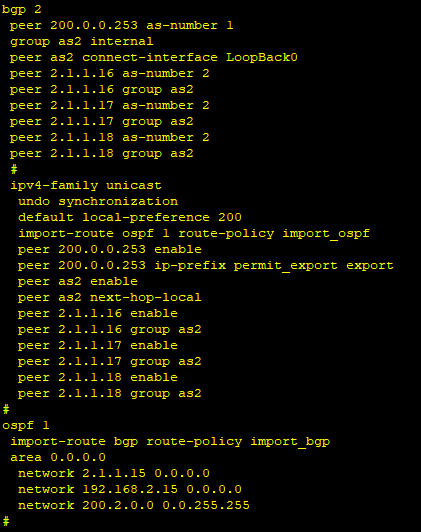 bgp 2
peer 200.0.0.253 as-number 1
group as2 internal
peer as2 connect-interface LoopBack0
peer 2.1.1.16 as-number 2
peer 2.1.1.16 group as2
peer 2.1.1.17 as-number 2
peer 2.1.1.17 group as2
peer 2.1.1.18 as-number 2
peer 2.1.1.18 group as2
#
ipv4-family unicast
undo synchronization
default local-preference 200
import-route ospf 1 route-policy import_ospf
peer 200.0.0.253 enable
peer 200.0.0.253 ip-prefix permit_export export
peer as2 enable
peer as2 next-hop-local
peer 2.1.1.16 enable
peer 2.1.1.16 group as2
peer 2.1.1.17 enable
peer 2.1.1.17 group as2
peer 2.1.1.18 enable
peer 2.1.1.18 group as2
#
ospf 1
import-route bgp route-policy import_bgp
area 0.0.0.0
network 2.1.1.15 0.0.0.0
network 192.168.2.15 0.0.0.0
network 200.2.0.0 0.0.255.255
#